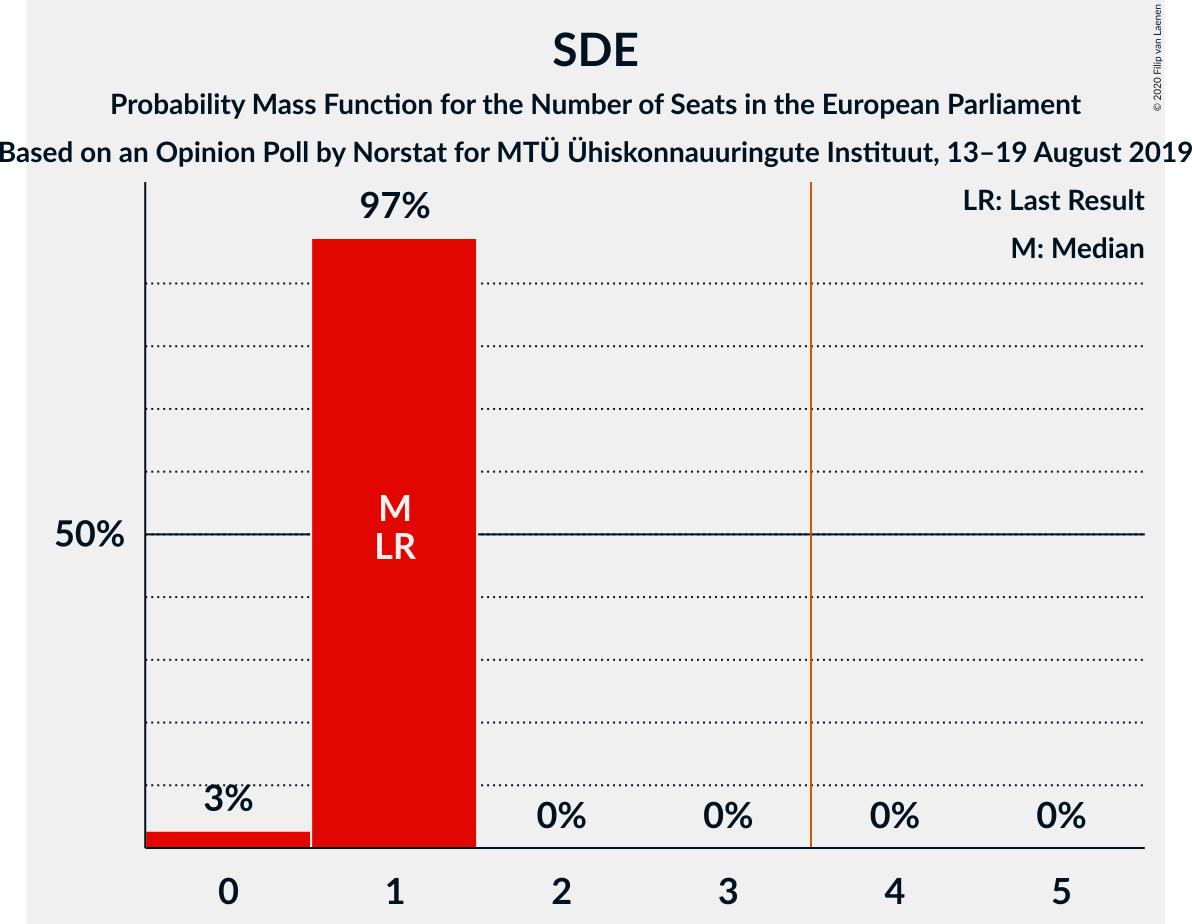 SDE
Probability Mass Function for the Number of Seats in the European Parliament
Based on an Opinion Poll by Norstat for MTÜ Ühiskonnauuringute Instituut, 13–19 August 2019
© 2020 Filip van Laenen
LR: Last Result
M: Median
97%
M
LR
50%
3%
0%
0%
0%
0%
0
1
2
3
4
5